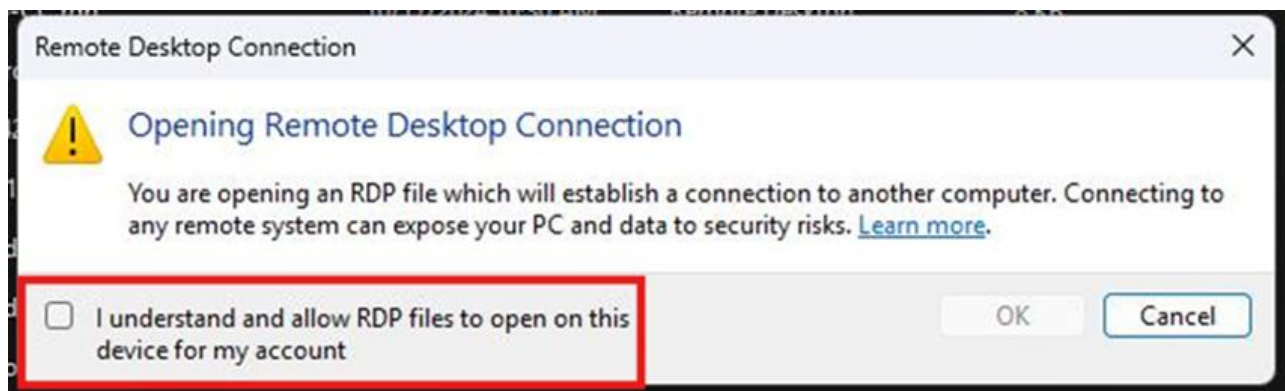 Remote Desktop Connection
Opening Remote Desktop Connection
You are opening an RDP file which will establish a connection to another computer. Connecting to
any remote system can expose your PC and data to security risks. Learn more.
I understand and allow RDP files to open on this
device for my account
OK
Cancel